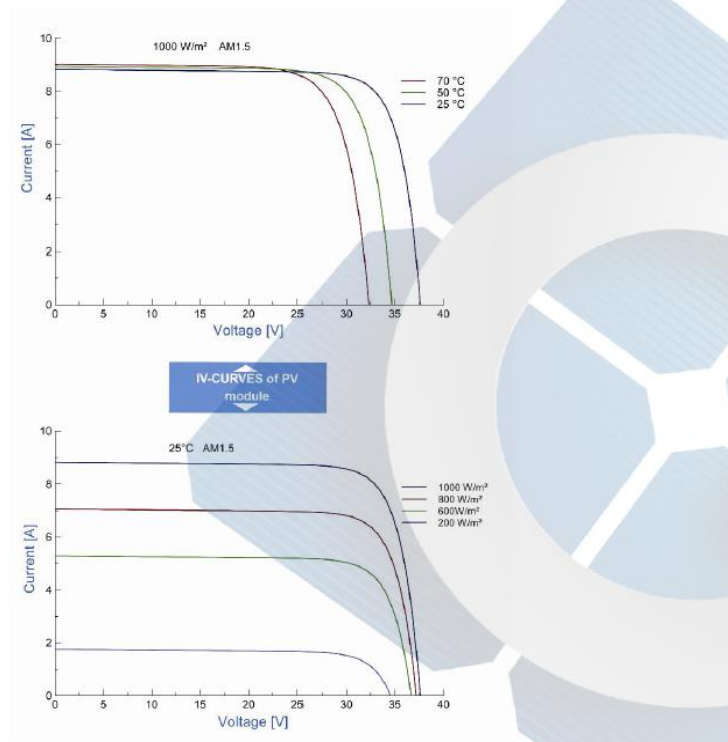 10
1000 W/m² AM1.5
8
70 °C
50 °C
25 °C
6
Current [A]
4
2
0
0 5 10 15 20 25 30 35 40
Voltage [V]
IV-CURVES of PV
module
10
25°C AM1.5
8
1000 W/m²
800 W/m²
600W/m²
200 W/m²
6
Current [A]
4
2
0
0 5 10 15 20 25 30 35 40
Voltage [V]